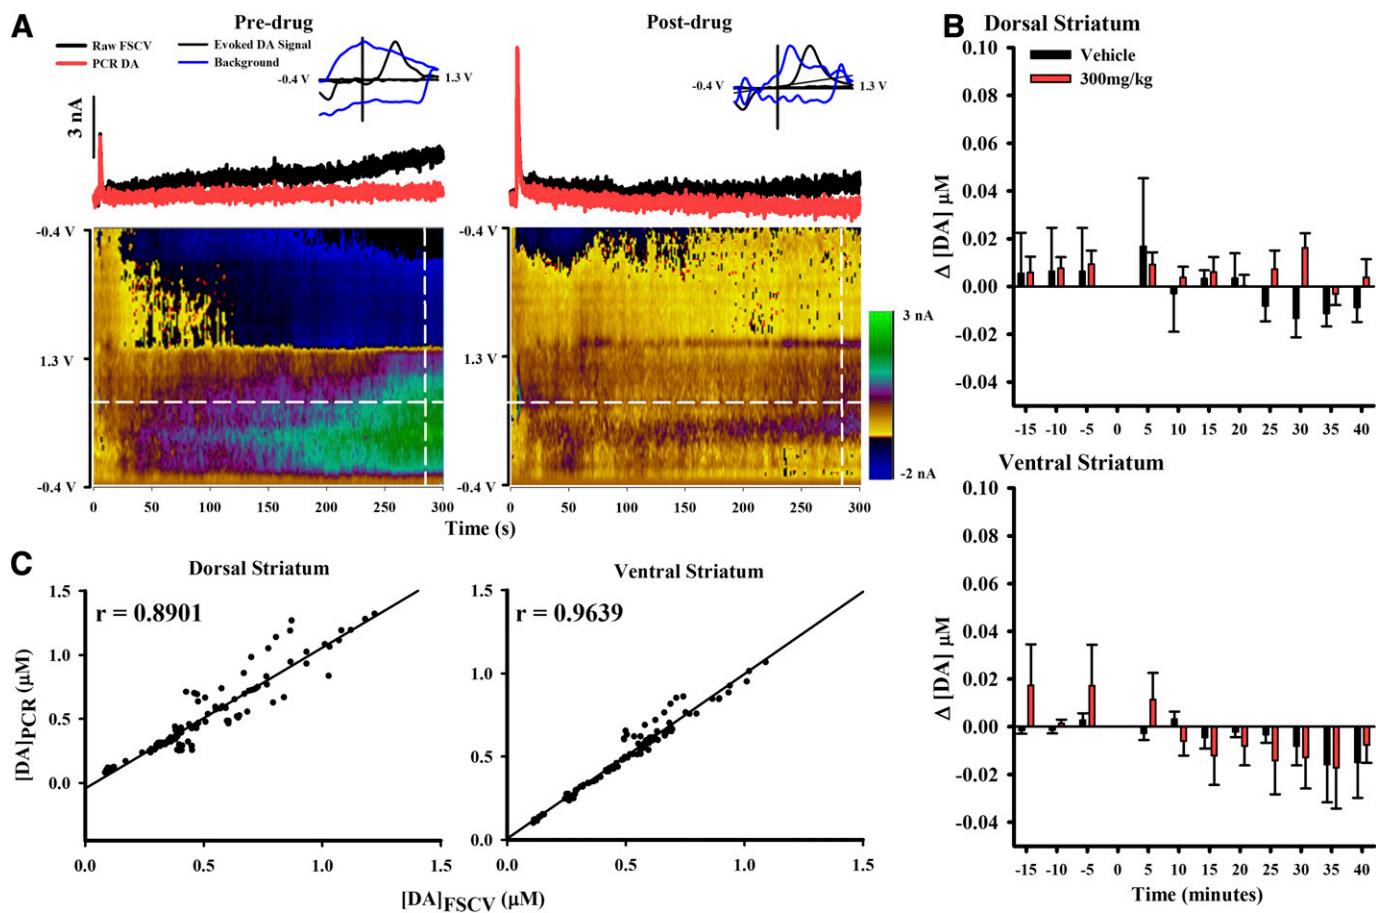 A
Pre-drug
Post-drug
Raw FSCV
PCR DA
Evoked DA Signal
Background
-0.4 V
1.3 V
-0.4 V
1.3 V
3 nA
-0.4 V
1.3 V
-0.4 V
0 50 100 150 200 250 300
-0.4 V
1.3 V
-0.4 V
0 50 100 150 200 250 300
Time (s)
3 nA
-2 nA
B
Dorsal Striatum
Vehicle
300mg/kg
Δ [DA] μM
0.10
0.08
0.06
0.04
0.02
0.00
-0.02
-0.04
-15 -10 -5 0 5 10 15 20 25 30 35 40
Ventral Striatum
Δ [DA] μM
0.10
0.08
0.06
0.04
0.02
0.00
-0.02
-0.04
-15 -10 -5 0 5 10 15 20 25 30 35 40
Time (minutes)
C
Dorsal Striatum
r = 0.8901
[DA]PCR (μM)
1.5
1.0
0.5
0.0
0.0 0.5 1.0 1.5
Ventral Striatum
r = 0.9639
1.5
1.0
0.5
0.0
0.0 0.5 1.0 1.5
[DA]FSCV (μM)